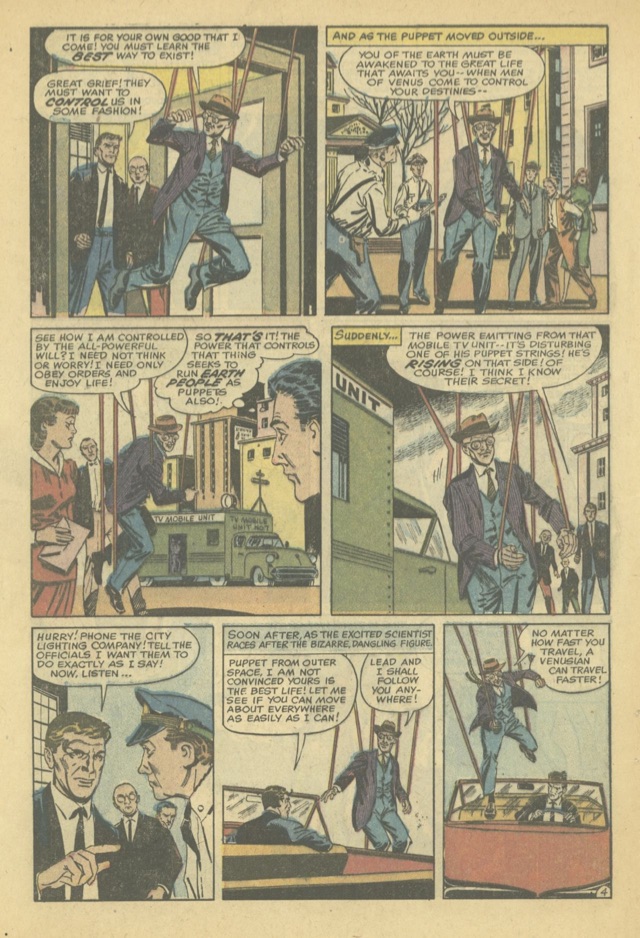 IT IS FOR YOUR OWN GOOD THAT I
COME! YOU MUST LEARN THE
BEST WAY TO EXIST!
GREAT GRIEF! THEY
MUST WANT TO
CONTROL US IN
SOME FASHION!
AND AS THE PUPPET MOVED OUTSIDE...
YOU OF THE EARTH MUST BE
AWAKENED TO THE GREAT LIFE
THAT AWAITS YOU--WHEN MEN
OF VENUS COME TO CONTROL
YOUR DESTINIES--
SEE HOW I AM CONTROLLED
BY THE ALL-POWERFUL
WILL? I NEED NOT THINK
OR WORRY! I NEED ONLY
OBEY ORDERS AND
ENJOY LIFE!
SO THAT'S IT! THE
POWER THAT CONTROLS
THAT THING
SEEKS TO
RUN EARTH
PEOPLE AS
PUPPETS
ALSO!
TV MOBILE UNIT
TV MOBILE
UNIT
SUDDENLY...
THE POWER EMITTING FROM THAT
MOBILE TV UNIT--IT'S DISTURBING
ONE OF HIS PUPPET STRINGS! HE'S
RISING ON THAT SIDE! OF
COURSE! I THINK I KNOW
THEIR SECRET!
UNIT
HURRY! PHONE THE CITY
LIGHTING COMPANY! TELL THE
OFFICIALS I WANT THEM TO
DO EXACTLY AS I SAY!
NOW, LISTEN...
SOON AFTER, AS THE EXCITED SCIENTIST
RACES AFTER THE BIZARRE, DANGLING FIGURE.
PUPPET FROM OUTER
SPACE, I AM NOT
CONVINCED YOURS IS
THE BEST LIFE! LET ME
SEE IF YOU CAN MOVE
ABOUT EVERYWHERE
AS EASILY AS I CAN!
LEAD AND
I SHALL
FOLLOW
YOU ANY-
WHERE!
NO MATTER
HOW FAST YOU
TRAVEL, A
VENUSIAN
CAN TRAVEL
FASTER!
4